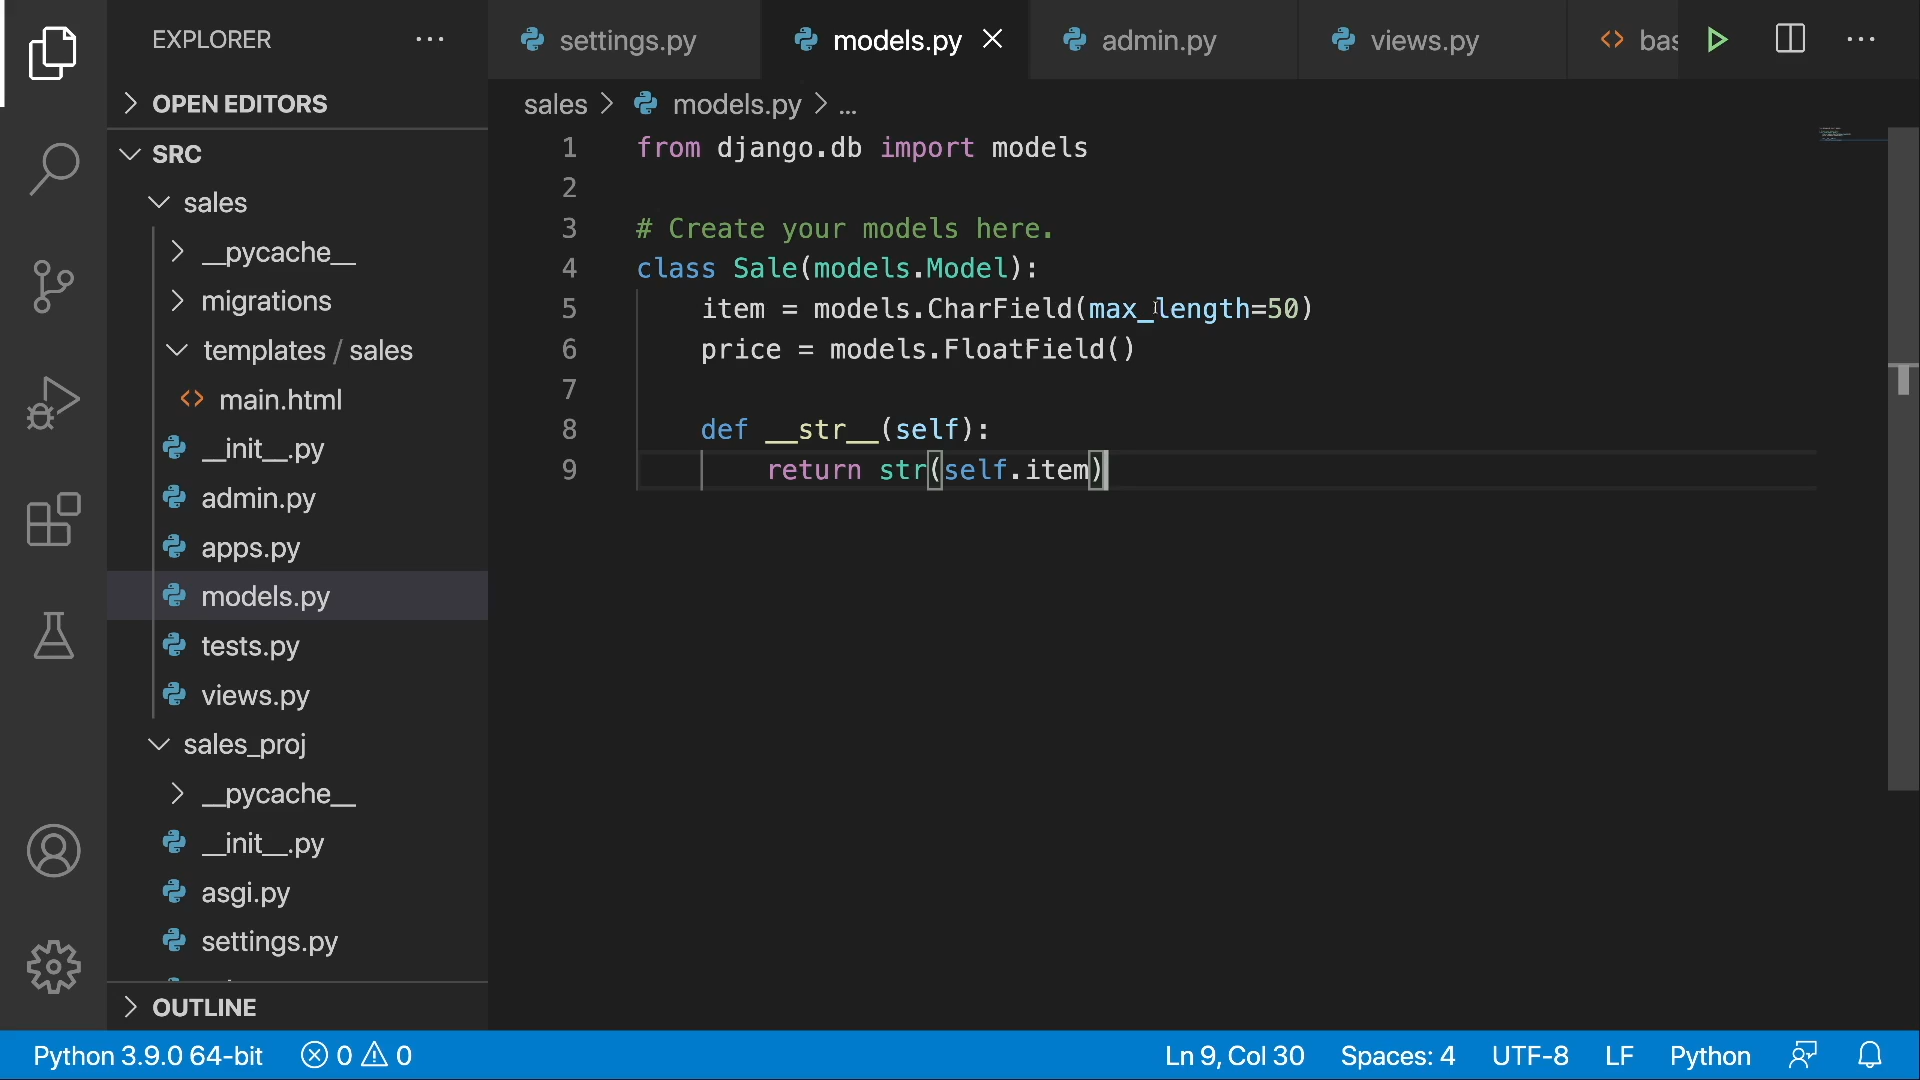 EXPLORER
OPEN EDITORS
SRC
sales
__pycache__
migrations
templates / sales
main.html
__init__.py
admin.py
apps.py
models.py
tests.py
views.py
sales_proj
__pycache__
__init__.py
asgi.py
settings.py
OUTLINE
settings.py
models.py
admin.py
views.py
bas
sales > models.py > ...
1 from django.db import models
2
3 # Create your models here.
4 class Sale(models.Model):
5 item = models.CharField(max_length=50)
6 price = models.FloatField()
7
8 def __str__(self):
9 return str(self.item)
Python 3.9.0 64-bit
0
0
Ln 9, Col 30
Spaces: 4
UTF-8
LF
Python